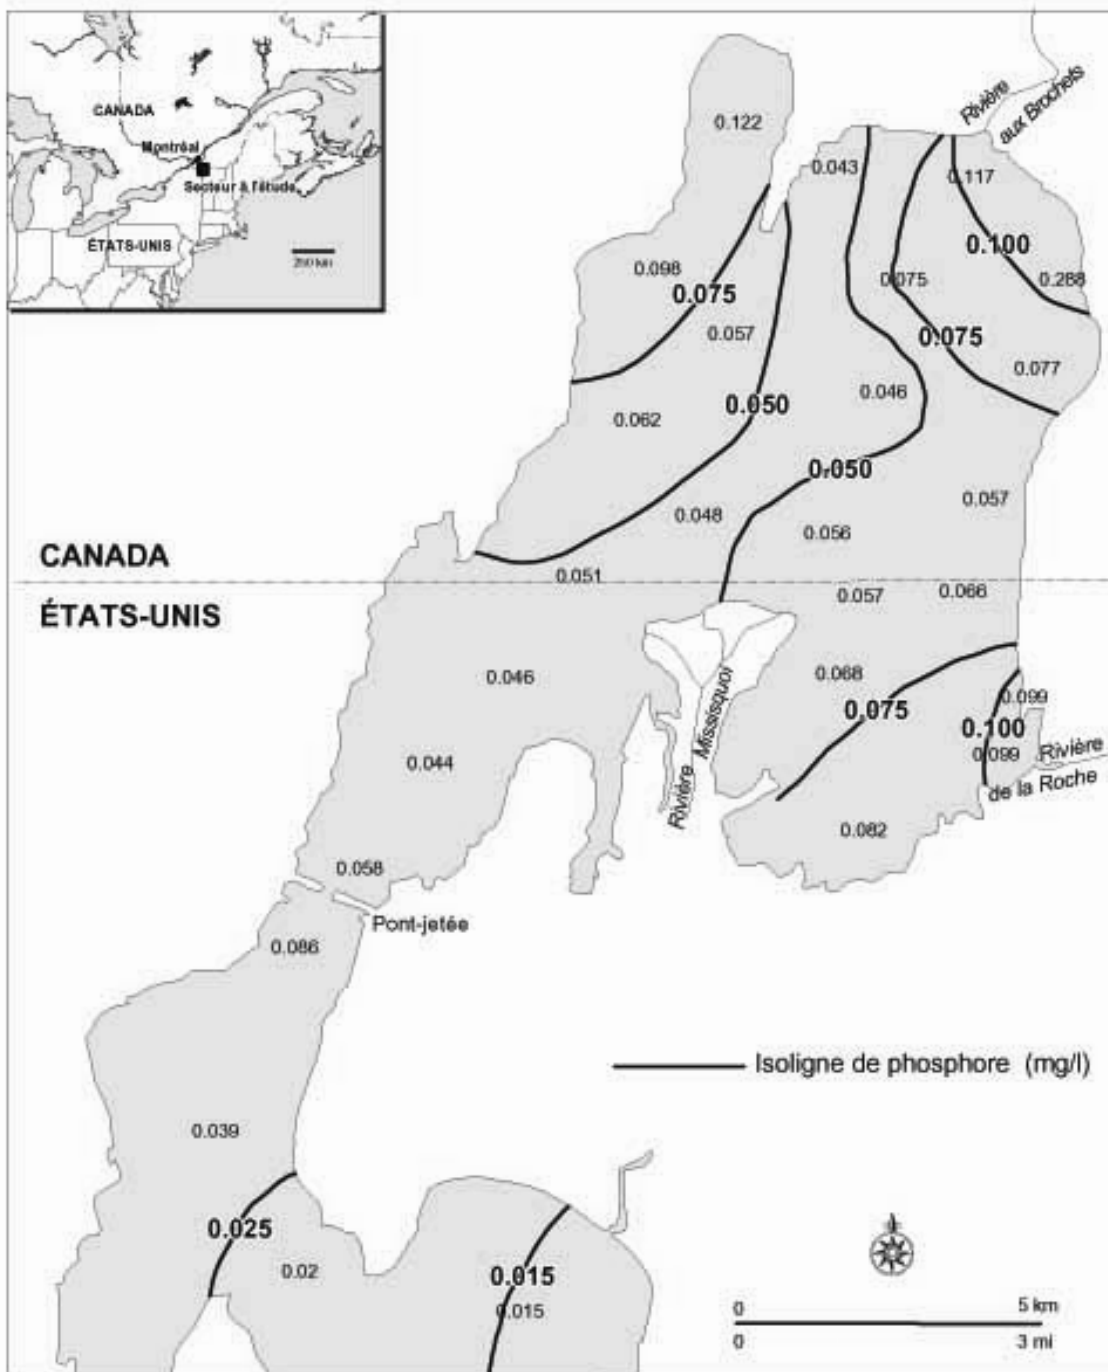 CANADA
Montréal
Secteur à l'étude
ÉTATS-UNIS
250 km
Rivière
aux Brochets
0.122
0.043
0.117
0.100
0.098
0.075
0.288
0.075
0.057
0.075
0.077
0.046
0.050
0.062
0.050
0.057
0.048
0.056
CANADA
0.051
0.057
0.066
ÉTATS-UNIS
0.068
0.046
0.099
0.075
0.100
Rivière Missisquoi
0.099
Rivière
de la Roche
0.044
0.082
0.058
Pont-jetée
0.086
Isoligne de phosphore (mg/l)
0.039
0.025
0.02
0.015
0.015
0 5 km
0 3 mi